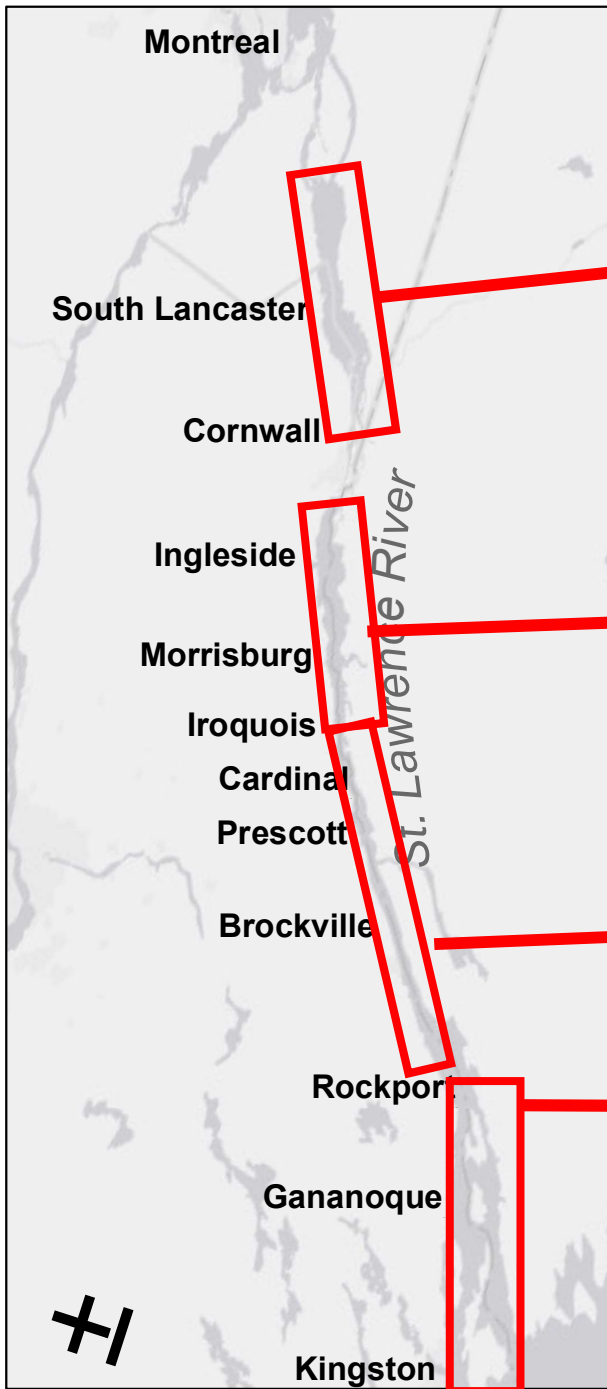 Montreal
South Lancaster
Cornwall
St. Lawrence River
Ingleside
Morrisburg
Iroquois
Cardinal
Prescott
Brockville
Rockport
Gananoque
Kingston